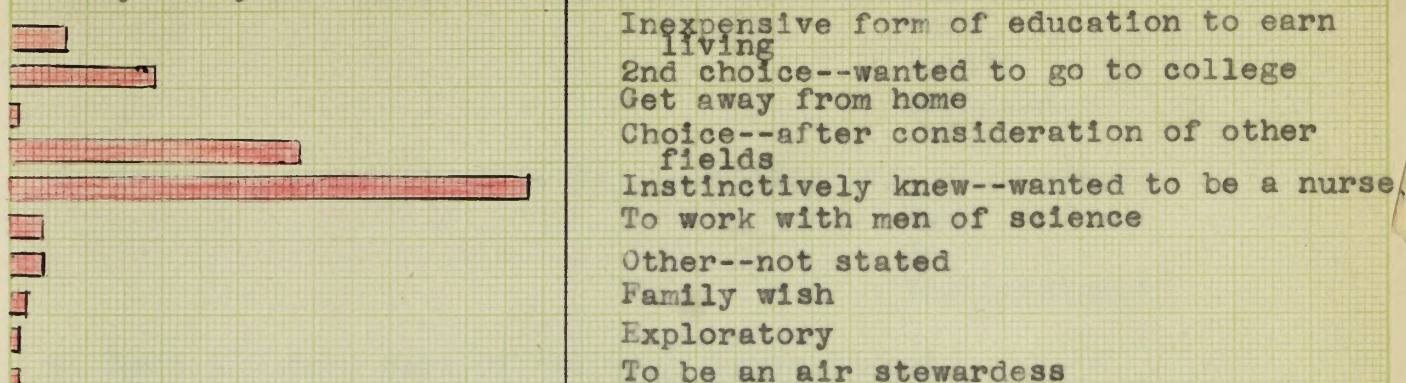 Inexpensive form of education to earn
living
2nd choice--wanted to go to college
Get away from home
Choice--after consideration of other
fields
Instinctively knew--wanted to be a nurse.
To work with men of science
Other--not stated
Family wish
Exploratory
To be an air stewardess